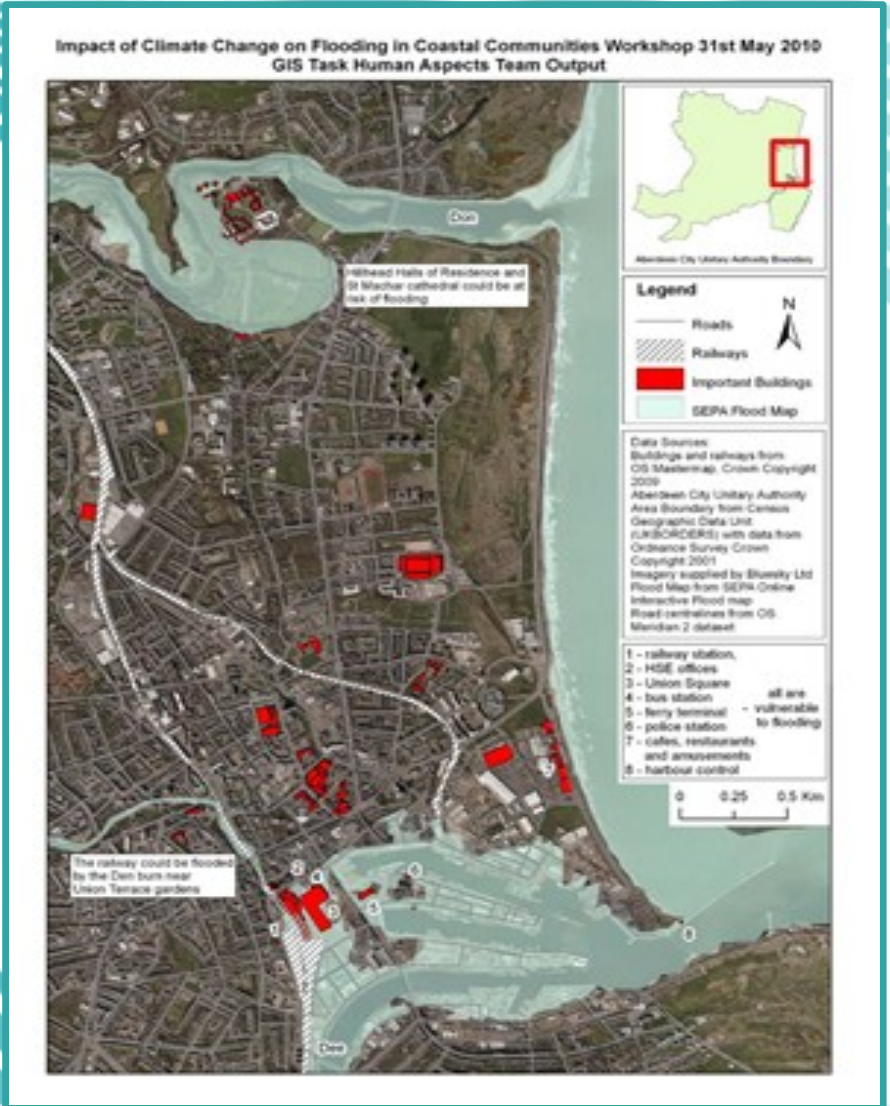 Impact of Climate Change on Flooding in Coastal Communities Workshop 31st May 2010
GIS Task Human Aspects Team Output
Don
Hillhead Halls of Residence and
St Machar cathedral could be at
risk of flooding
The railway could be flooded
by the Den burn near
Union Terrace gardens
2
4
6
3
5
1
7
8
Dee
Aberdeen City Unitary Authority Boundary
Legend
N
Roads
Railways
Important Buildings
SEPA Flood Map
Data Sources:
Buildings and railways from
OS Mastermap, Crown Copyright
2009
Aberdeen City Unitary Authority
Area Boundary from Census
Geographic Data Unit
(UKBORDERS) with data from
Ordnance Survey Crown
Copyright 2001
Imagery supplied by Bluesky Ltd
Flood Map from SEPA Online
Interactive Flood map
Road centrelines from OS
Meridian 2 dataset
1 - railway station,
2 - HSE offices
3 - Union Square
4 - bus station
5 - ferry terminal
6 - police station
7 - cafes, restaurants
and amusements
8 - harbour control
- all are
vulnerable
to flooding
0 0.25 0.5 Km